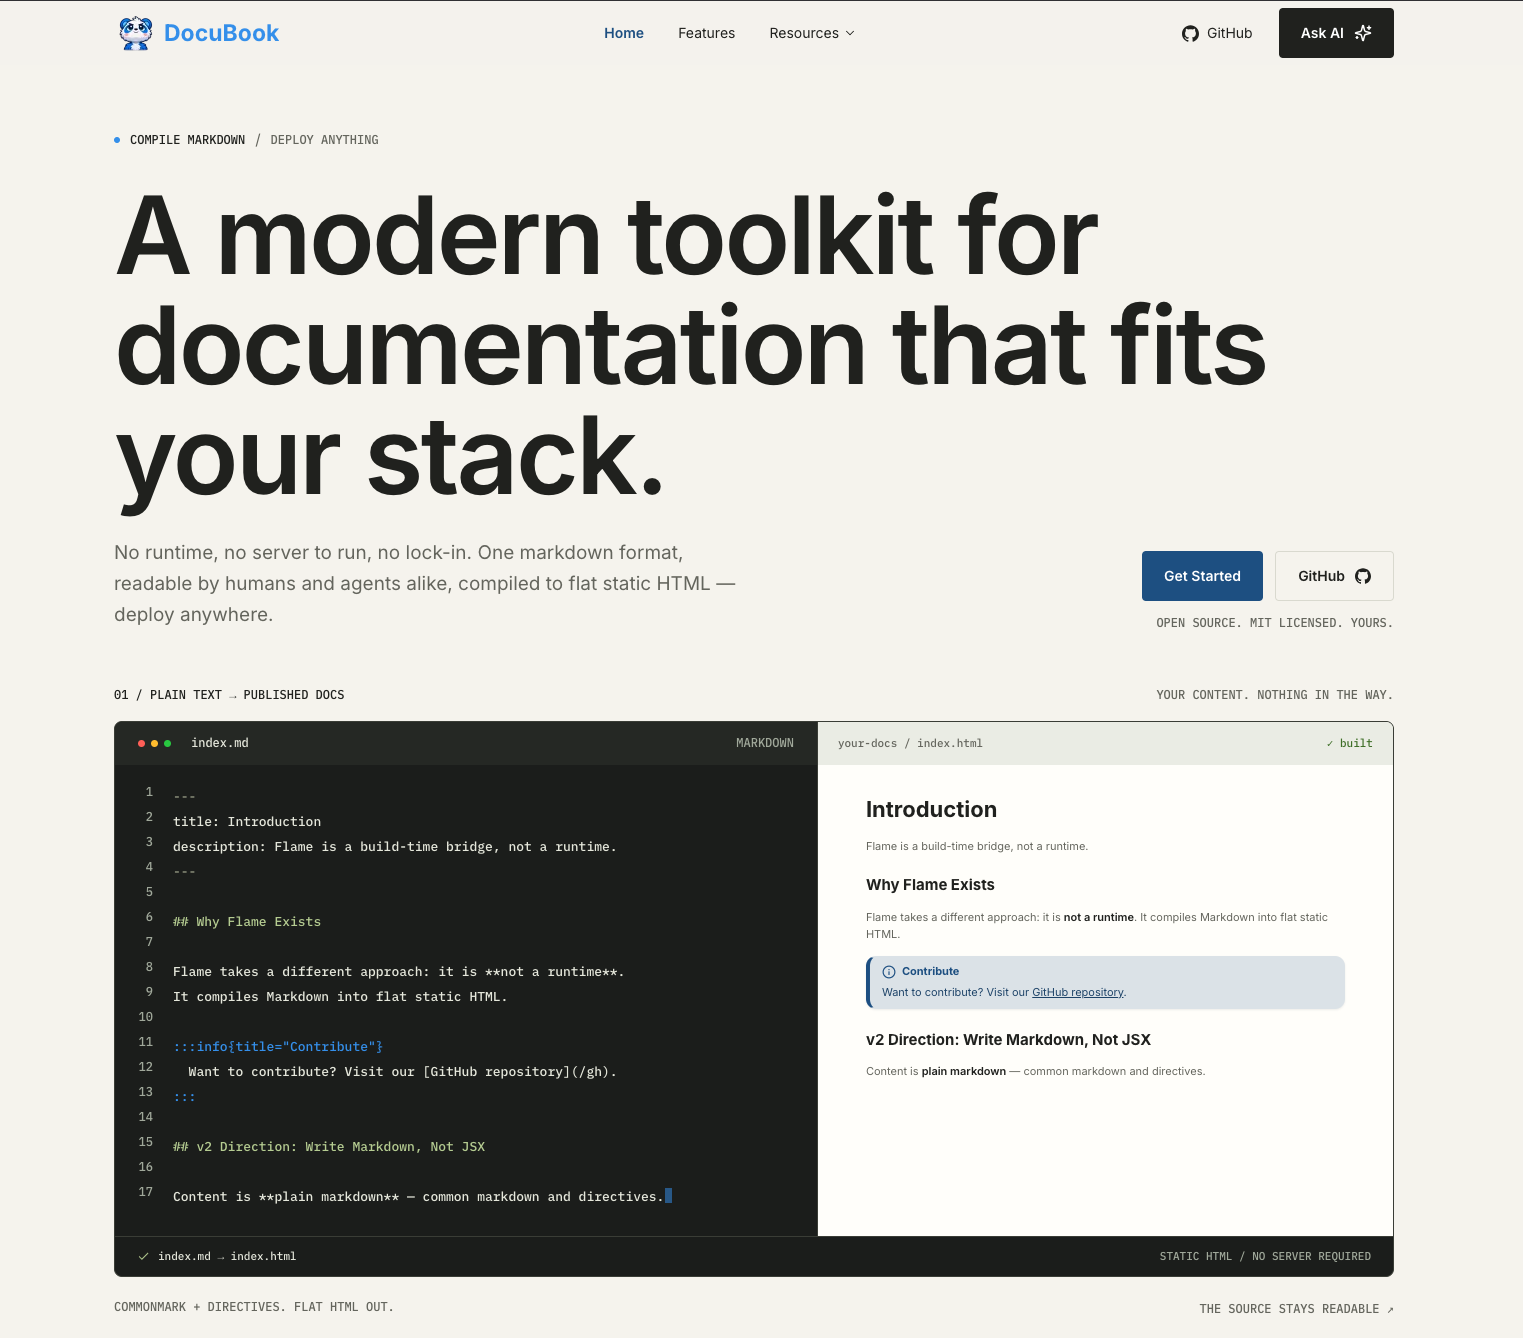 DocuBook
Home
Features
Resources
GitHub
Ask AI
COMPILE MARKDOWN / DEPLOY ANYTHING
A modern toolkit for
documentation that fits
your stack.
No runtime, no server to run, no lock-in. One markdown format,
readable by humans and agents alike, compiled to flat static HTML —
deploy anywhere.
Get Started
GitHub
OPEN SOURCE. MIT LICENSED. YOURS.
01 / PLAIN TEXT → PUBLISHED DOCS
YOUR CONTENT. NOTHING IN THE WAY.
index.md
MARKDOWN
1 ---
2 title: Introduction
3 description: Flame is a build-time bridge, not a runtime.
4 ---
5
6 ## Why Flame Exists
7
8 Flame takes a different approach: it is **not a runtime**.
9 It compiles Markdown into flat static HTML.
10
11 :::info{title="Contribute"}
12   Want to contribute? Visit our [GitHub repository](/gh).
13 :::
14
15 ## v2 Direction: Write Markdown, Not JSX
16
17 Content is **plain markdown** — common markdown and directives.
your-docs / index.html
✓ built
Introduction
Flame is a build-time bridge, not a runtime.
Why Flame Exists
Flame takes a different approach: it is not a runtime. It compiles Markdown into flat static
HTML.
Contribute
Want to contribute? Visit our GitHub repository.
v2 Direction: Write Markdown, Not JSX
Content is plain markdown — common markdown and directives.
✓ index.md → index.html
STATIC HTML / NO SERVER REQUIRED
COMMONMARK + DIRECTIVES. FLAT HTML OUT.
THE SOURCE STAYS READABLE ↗